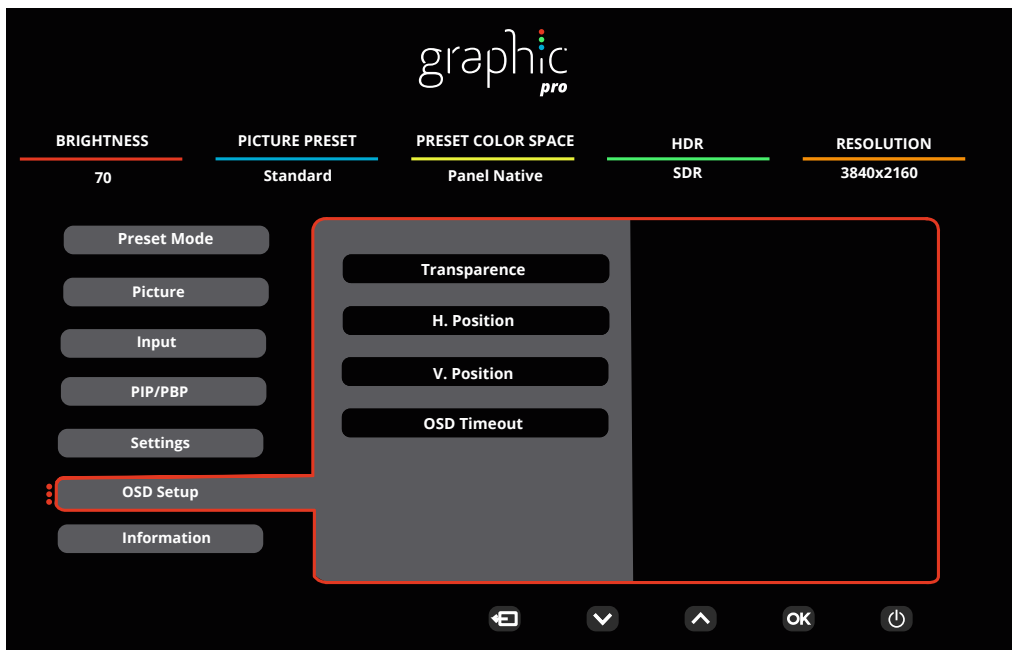 graphic
pro
BRIGHTNESS PICTURE PRESET PRESET COLOR SPACE HDR RESOLUTION
70 Standard Panel Native SDR 3840x2160
Preset Mode
Picture
Input
PIP/PBP
Settings
OSD Setup
Information
Transparence
H. Position
V. Position
OSD Timeout
OK